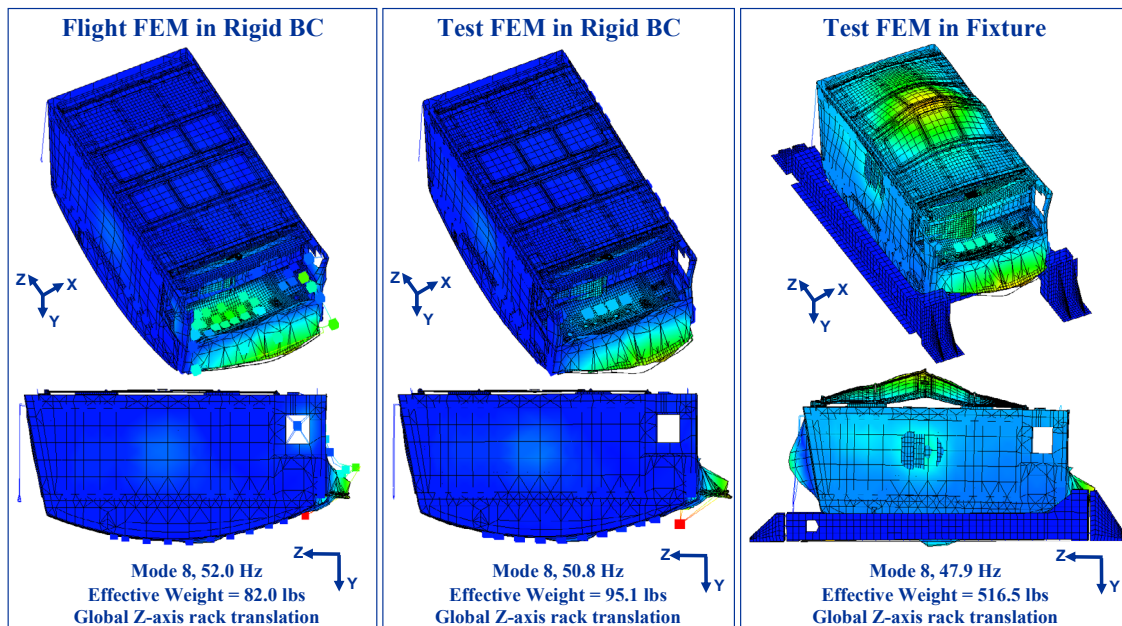 Flight FEM in Rigid BC
Z
X
Y
Z
Y
Mode 8, 52.0 Hz
Effective Weight = 82.0 lbs
Global Z-axis rack translation
Test FEM in Rigid BC
Z
X
Y
Z
Y
Mode 8, 50.8 Hz
Effective Weight = 95.1 lbs
Global Z-axis rack translation
Test FEM in Fixture
Z
X
Y
Z
Y
Mode 8, 47.9 Hz
Effective Weight = 516.5 lbs
Global Z-axis rack translation